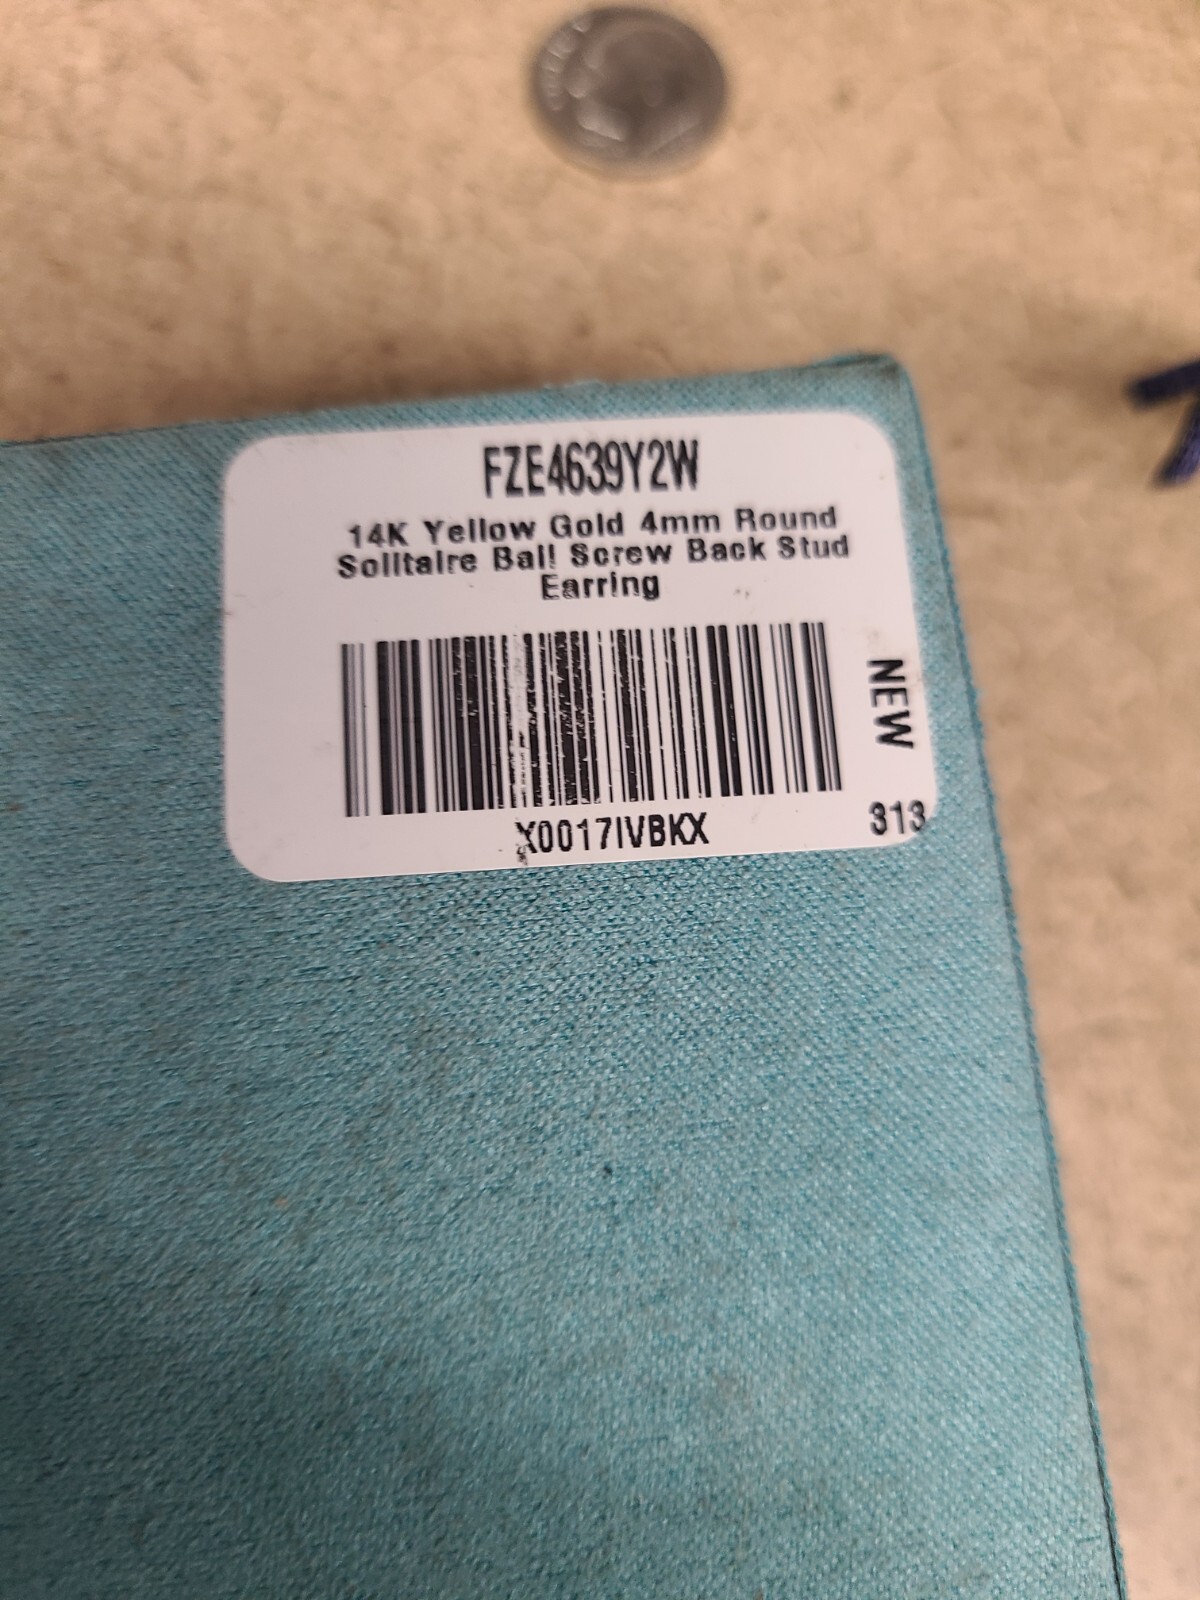 FZE4639Y2W
14K Yellow Gold 4mm Round
Solitaire Ball Screw Back Stud
Earring
NEW
X0017IVBKX
313